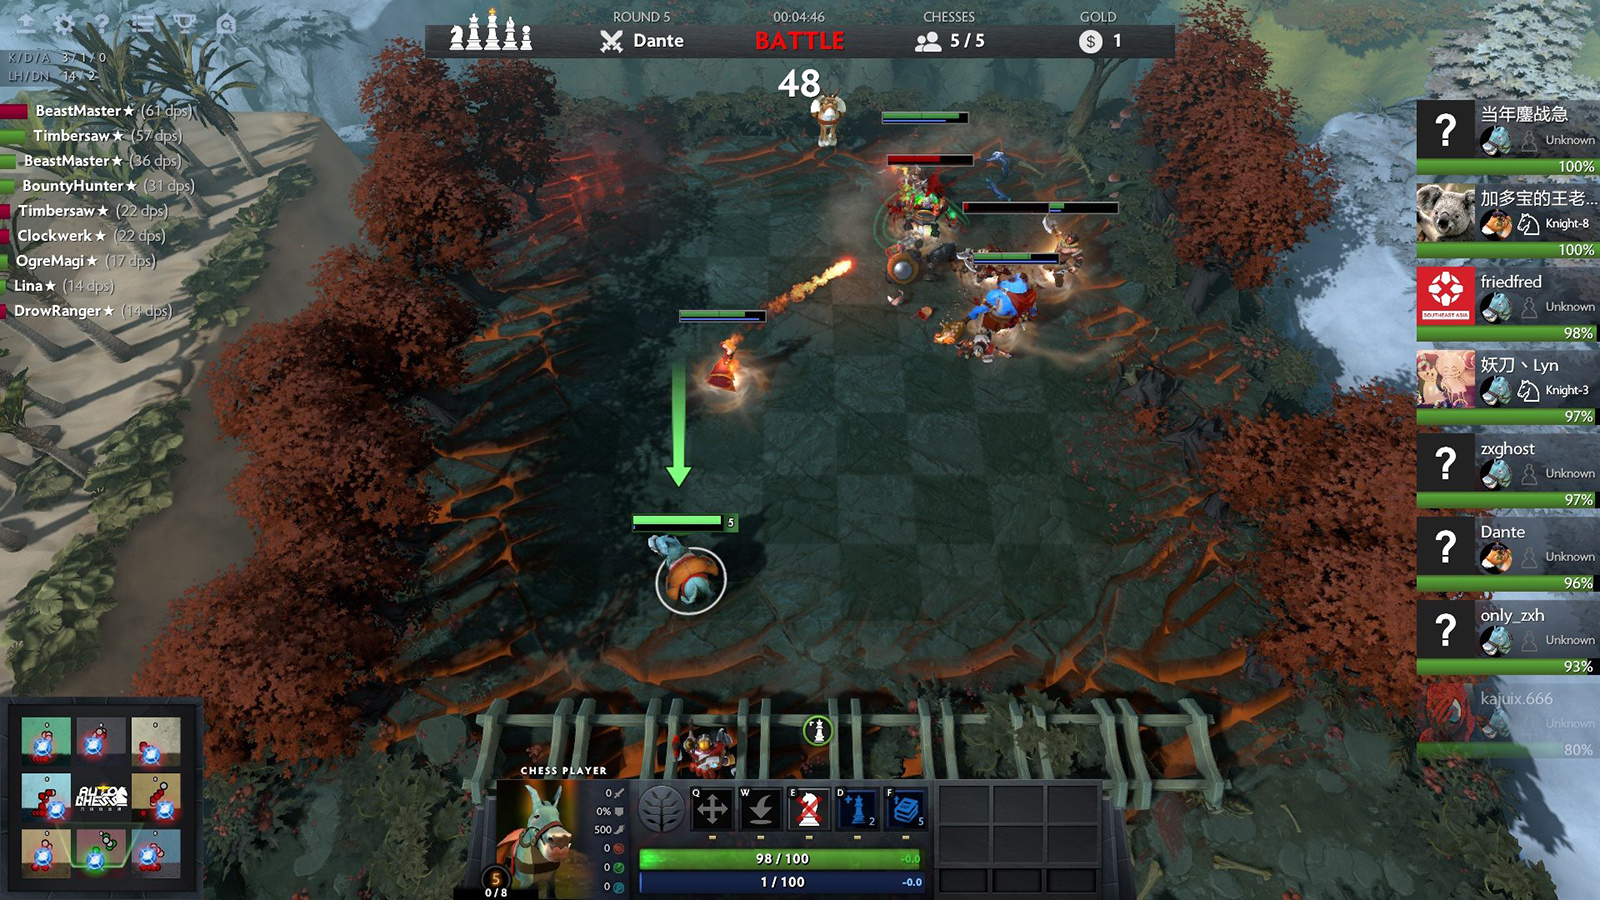 ROUND 5
00:04:46
CHESSES
GOLD
Dante
BATTLE
5 / 5
$ 1
48
K/D/A 3/1/0
LH/DN 14/2
BeastMaster★ (61 dps)
Timbersaw★ (57 dps)
BeastMaster★ (36 dps)
BountyHunter★ (31 dps)
Timbersaw★ (22 dps)
Clockwerk★ (22 dps)
OgreMagi★ (17 dps)
Lina★ (14 dps)
DrowRanger★ (14 dps)
?
当年鏖战急
Unknown
100%
加多宝的王老...
Knight-8
100%
SOUTHEAST ASIA
friedfred
Unknown
98%
妖刀丶Lyn
Knight-3
97%
?
zxghost
Unknown
97%
?
Dante
Unknown
96%
?
only_zxh
Unknown
93%
kajuix.666
Unknown
80%
5
AUTO CHESS
CHESS PLAYER
0
0%
500
0
0
0
5
0/8
Q
W
E
D
2
F
5
98 / 100
-0.0
1 / 100
-0.0